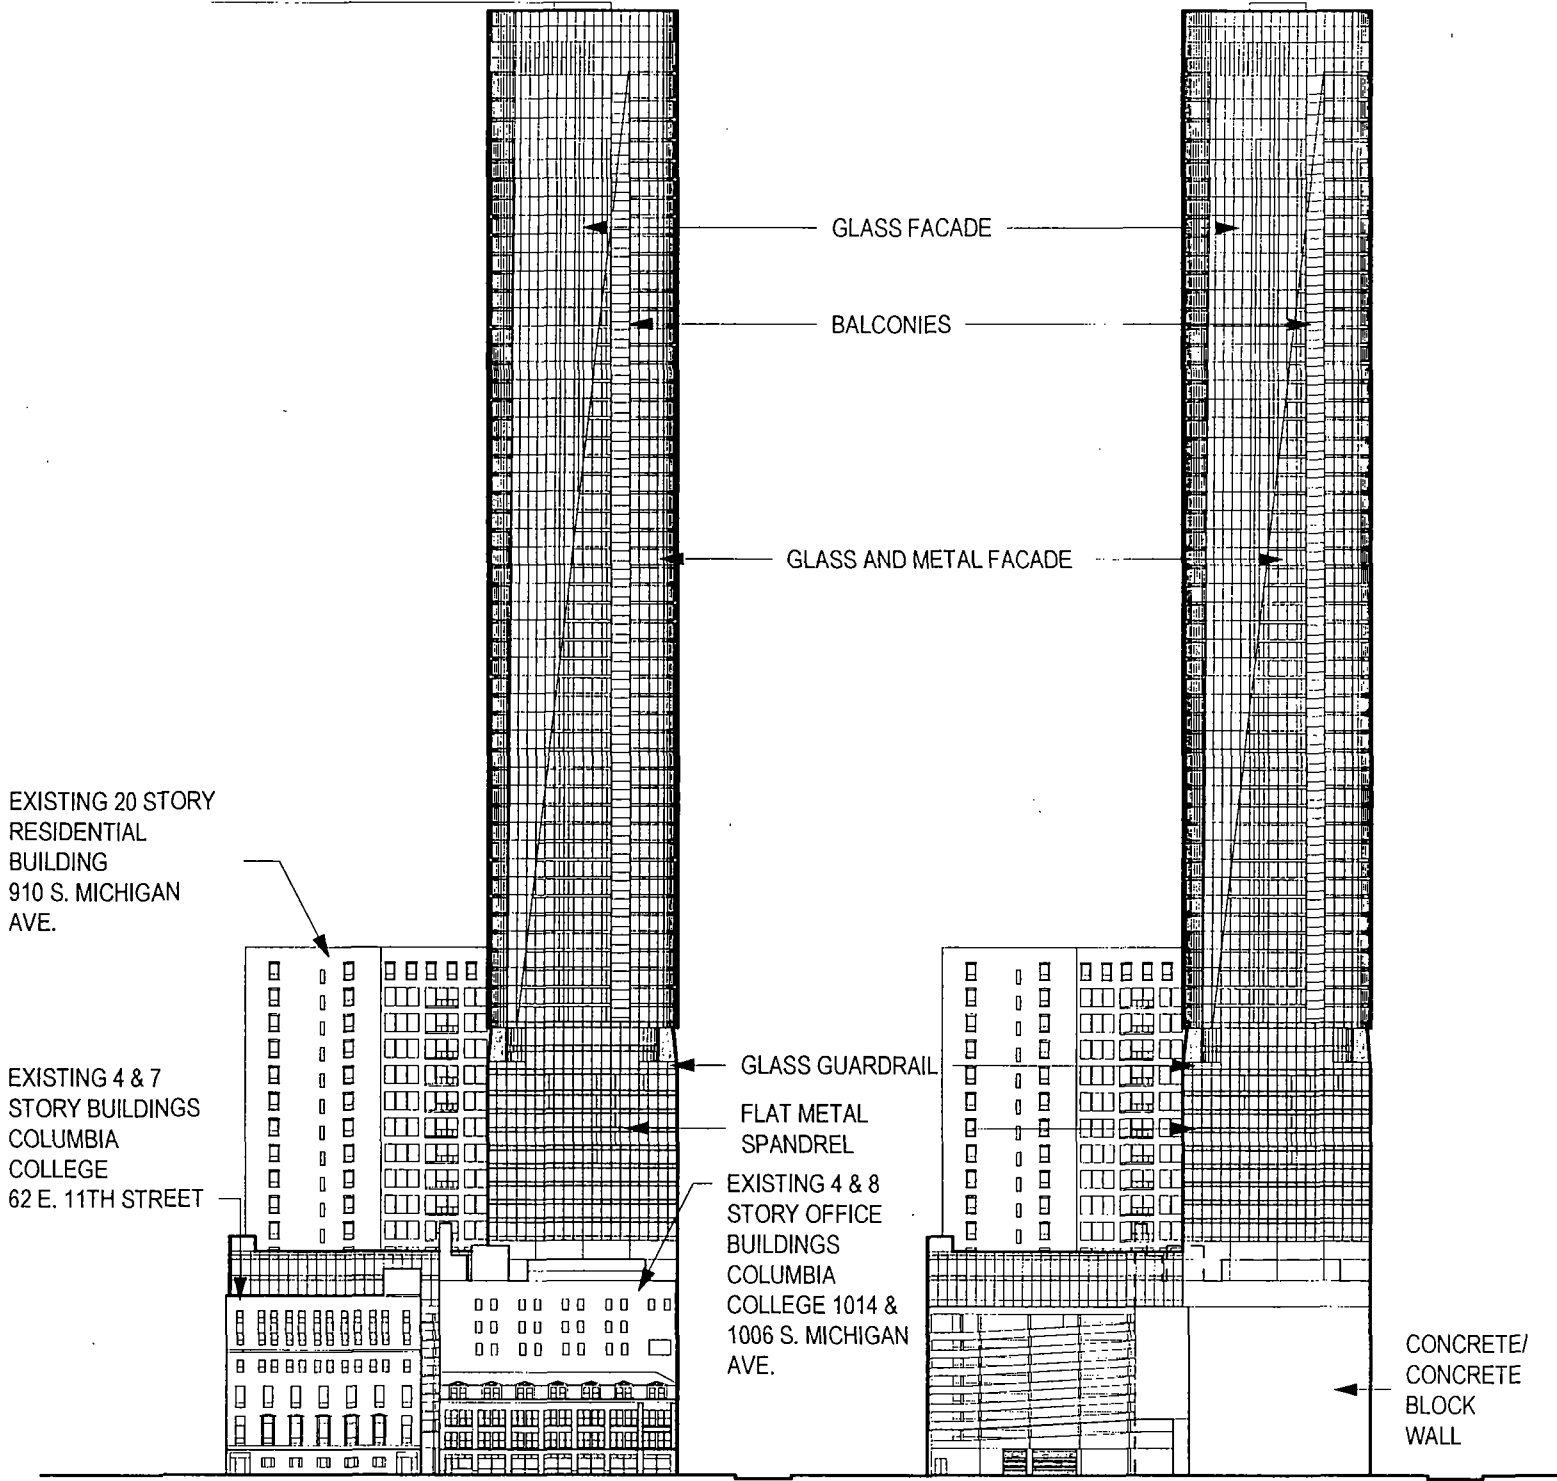 GLASS FACADE
BALCONIES
GLASS AND METAL FACADE
EXISTING 20 STORY
RESIDENTIAL
BUILDING
910 S. MICHIGAN
AVE.
EXISTING 4 & 7
STORY BUILDINGS
COLUMBIA
COLLEGE
62 E. 11TH STREET
GLASS GUARDRAIL
FLAT METAL
SPANDREL
EXISTING 4 & 8
STORY OFFICE
BUILDINGS
COLUMBIA
COLLEGE 1014 &
1006 S. MICHIGAN
AVE.
CONCRETE/
CONCRETE
BLOCK
WALL